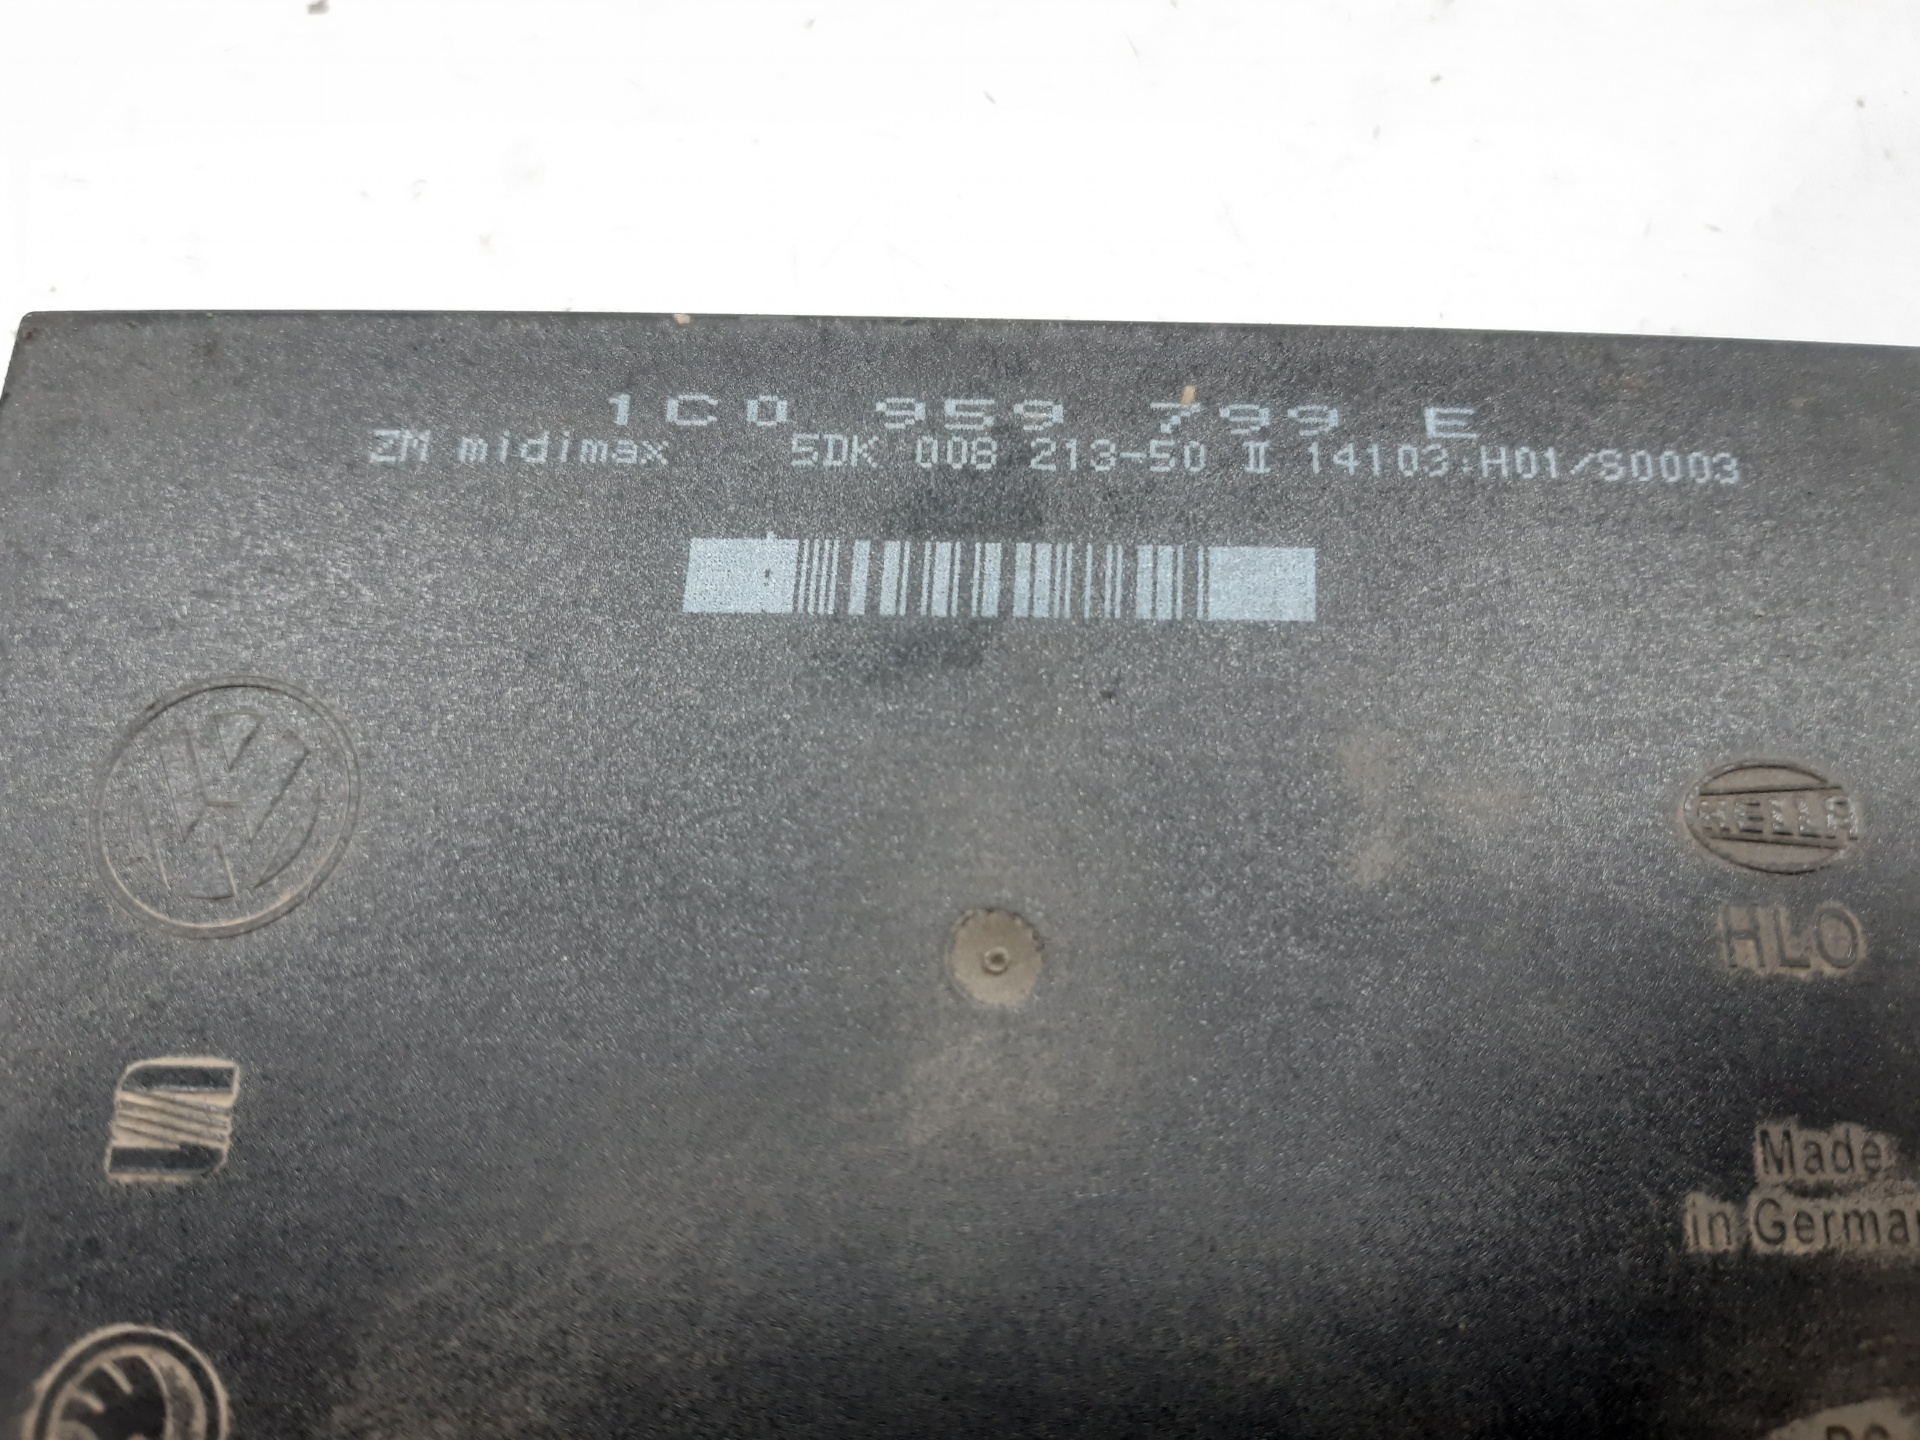 1C0 959 799 E
ZM midimax 5DK 008 213-50 II 14103:H01/S0003
HELLA
HLO
Made
in German